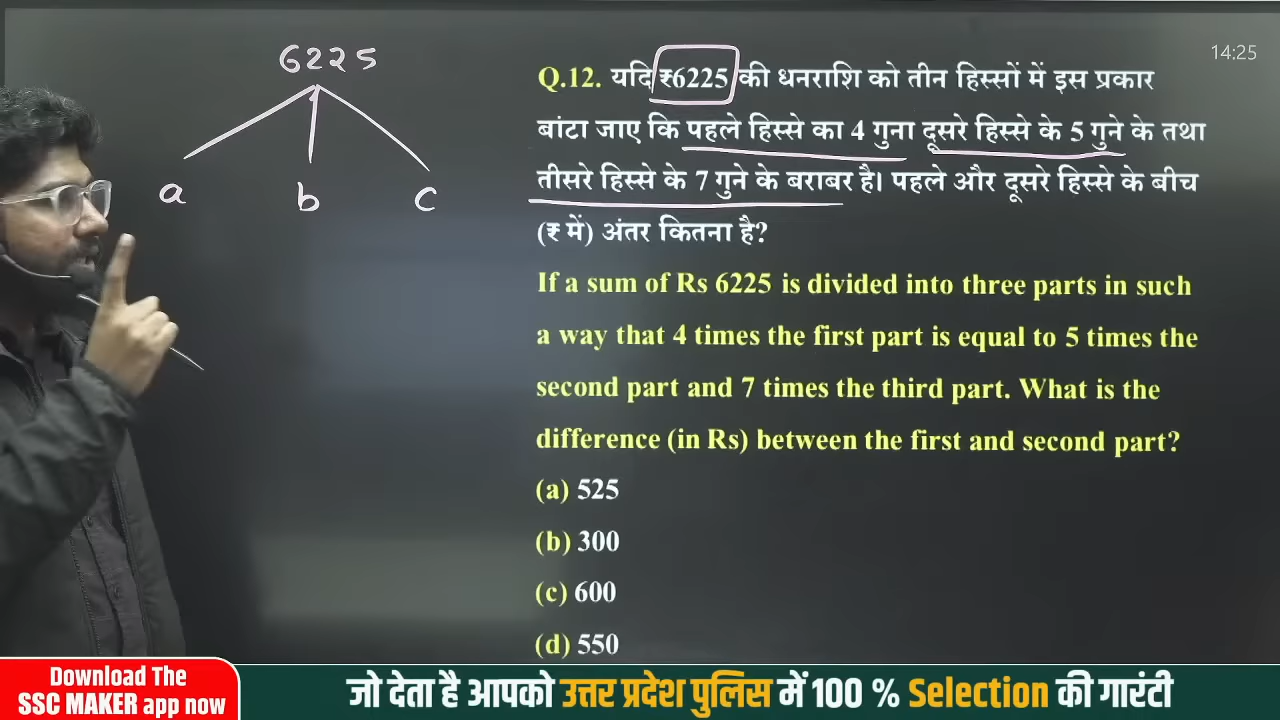 6225
a b c
14:25
Q.12. यदि ₹6225 की धनराशि को तीन हिस्सों में इस प्रकार
बांटा जाए कि पहले हिस्से का 4 गुना दूसरे हिस्से के 5 गुने के तथा
तीसरे हिस्से के 7 गुने के बराबर है। पहले और दूसरे हिस्से के बीच
(₹ में) अंतर कितना है?
If a sum of Rs 6225 is divided into three parts in such
a way that 4 times the first part is equal to 5 times the
second part and 7 times the third part. What is the
difference (in Rs) between the first and second part?
(a) 525
(b) 300
(c) 600
(d) 550
Download The
SSC MAKER app now
जो देता है आपको उत्तर प्रदेश पुलिस में 100 % Selection की गारंटी